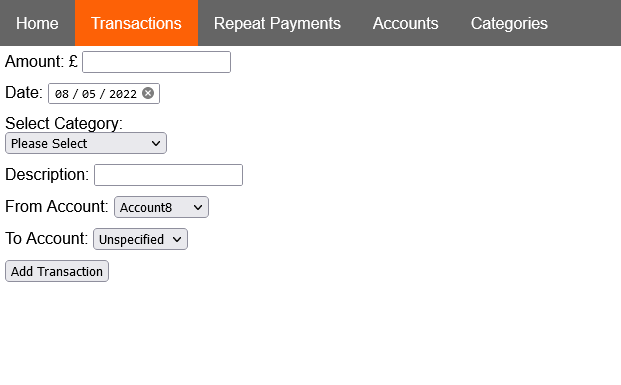 Home Transactions Repeat Payments Accounts Categories
Amount: £
Date: 08 / 05 / 2022
Select Category:
Please Select
Description:
From Account: Account8
To Account: Unspecified
Add Transaction